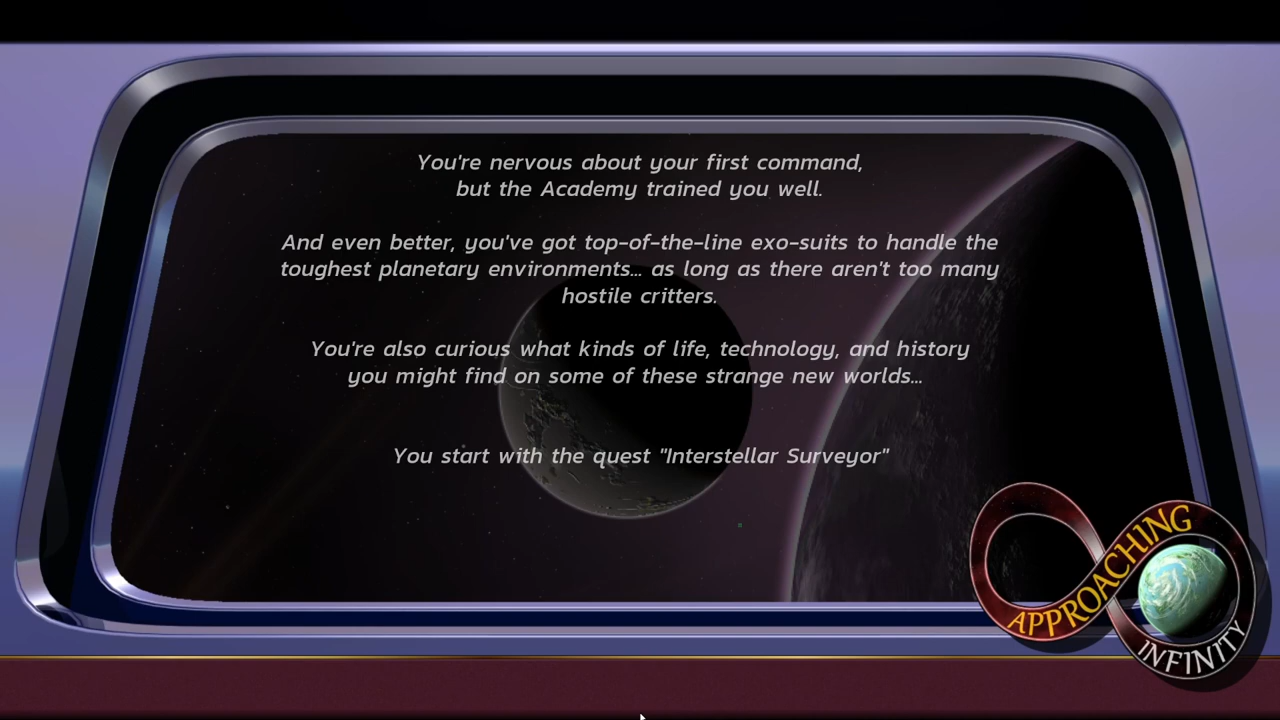 You're nervous about your first command,
but the Academy trained you well.
And even better, you've got top-of-the-line exo-suits to handle the
toughest planetary environments... as long as there aren't too many
hostile critters.
You're also curious what kinds of life, technology, and history
you might find on some of these strange new worlds...
You start with the quest "Interstellar Surveyor"
APPROACHING
INFINITY